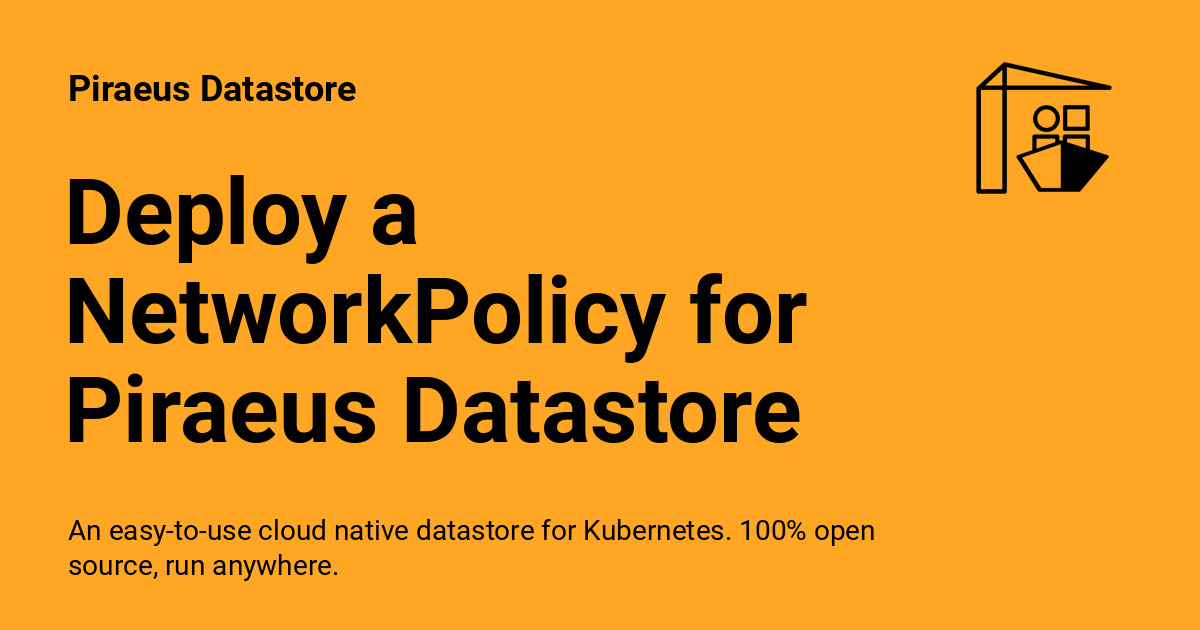 Piraeus Datastore
Deploy a
NetworkPolicy for
Piraeus Datastore
An easy-to-use cloud native datastore for Kubernetes. 100% open
source, run anywhere.